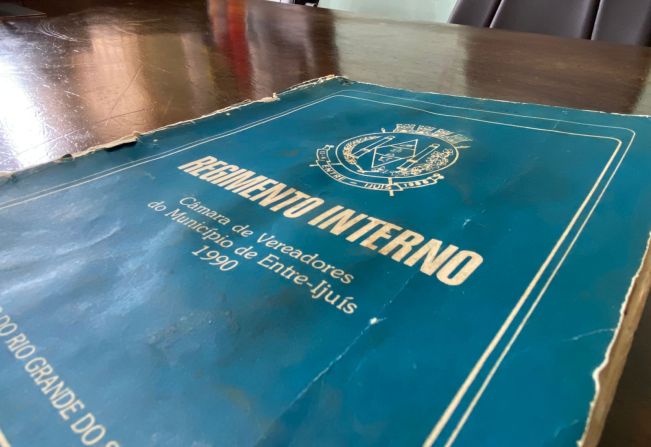 REGIMENTO INTERNO
Câmara de Vereadores
do Município de Entre-Ijuís
1990
DO RIO GRANDE DO